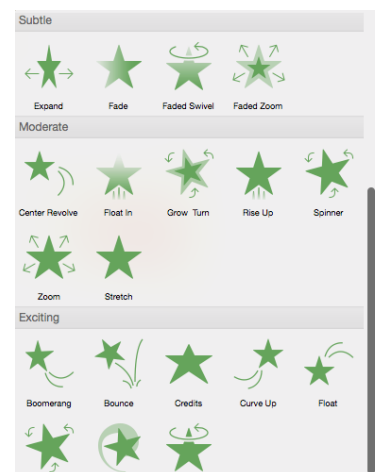 Subtle
Expand Fade Faded Swivel Faded Zoom
Moderate
Center Revolve Float In Grow Turn Rise Up Spinner
Zoom Stretch
Exciting
Boomerang Bounce Credits Curve Up Float